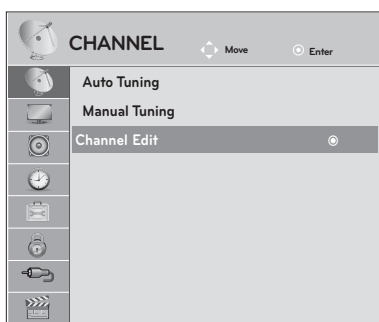 CHANNEL Move Enter
Auto Tuning
Manual Tuning
Channel Edit